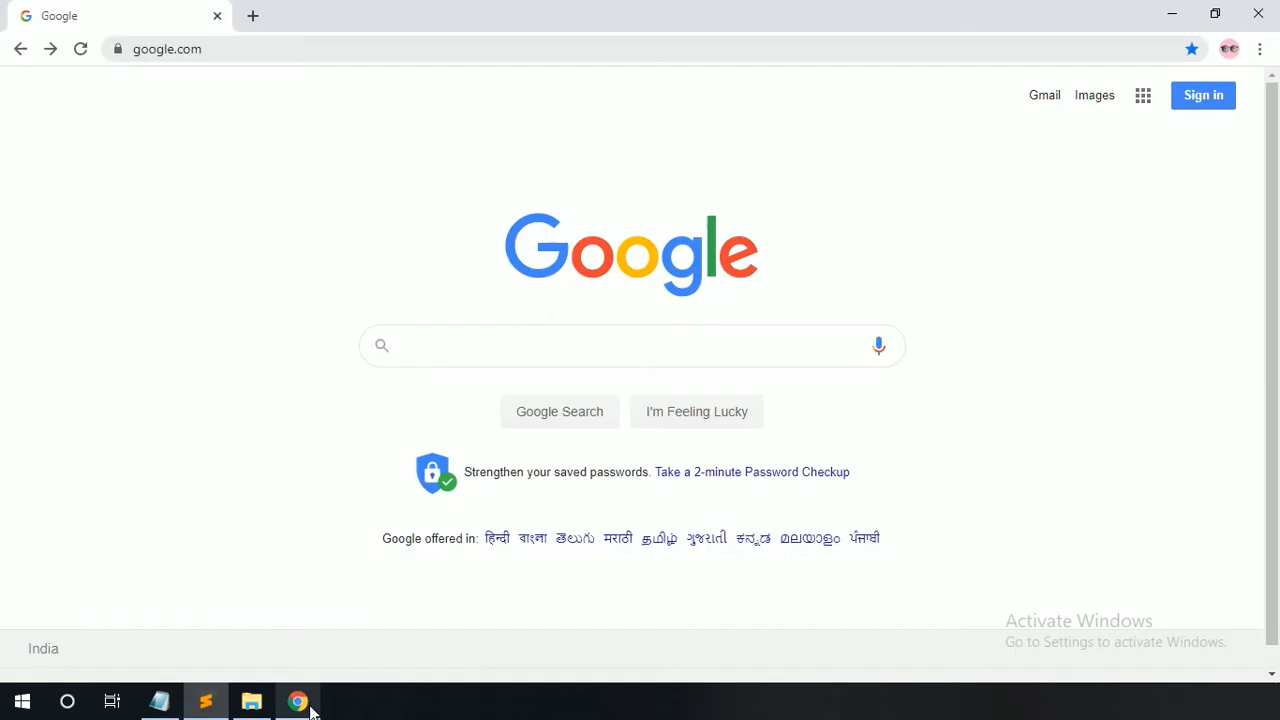 Google
google.com
Gmail Images Sign in
Google
Google Search I'm Feeling Lucky
Strengthen your saved passwords. Take a 2-minute Password Checkup
Google offered in: हिन्दी বাংলা తెలుగు मराठी தமிழ் ગુજરાતી ಕನ್ನಡ മലയാളം ਪੰਜਾਬੀ
Activate Windows
Go to Settings to activate Windows.
India